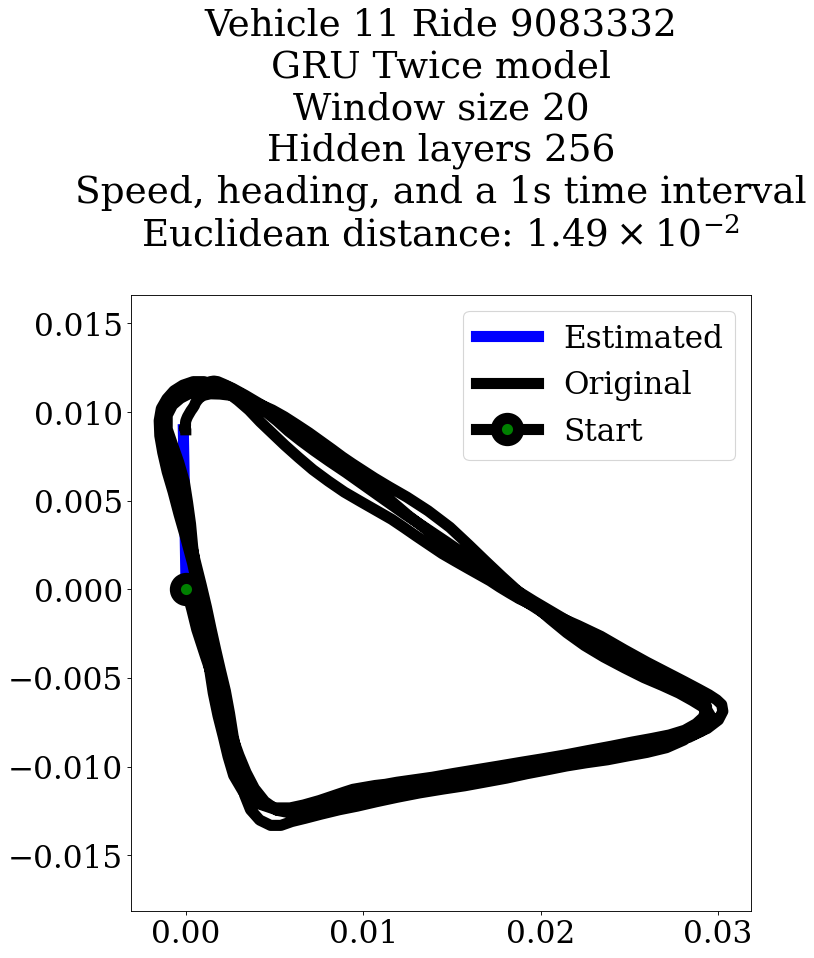 Vehicle 11 Ride 9083332
GRU Twice model
Window size 20
Hidden layers 256
Speed, heading, and a 1s time interval
Euclidean distance: 1.49 × 10⁻²
Estimated
Original
Start
0.015
0.010
0.005
0.000
−0.005
−0.010
−0.015
0.00 0.01 0.02 0.03